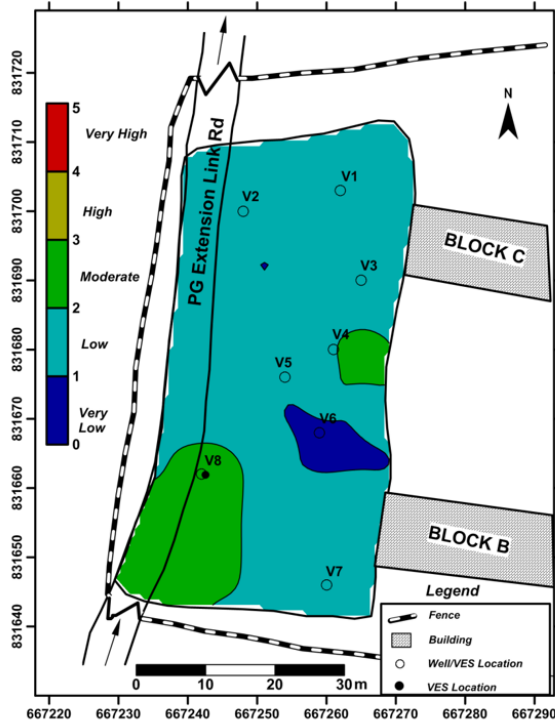 831720
831710
831700
831690
831680
831670
831660
831650
831640
5
Very High
4
High
3
Moderate
2
Low
1
Very
Low
0
PG Extension Link Rd
N
V1
V2
V3
V4
V5
V6
V8
V7
BLOCK C
BLOCK B
Legend
Fence
Building
Well/VES Location
VES Location
0 10 20 30 m
667220 667230 667240 667250 667260 667270 667280 667290